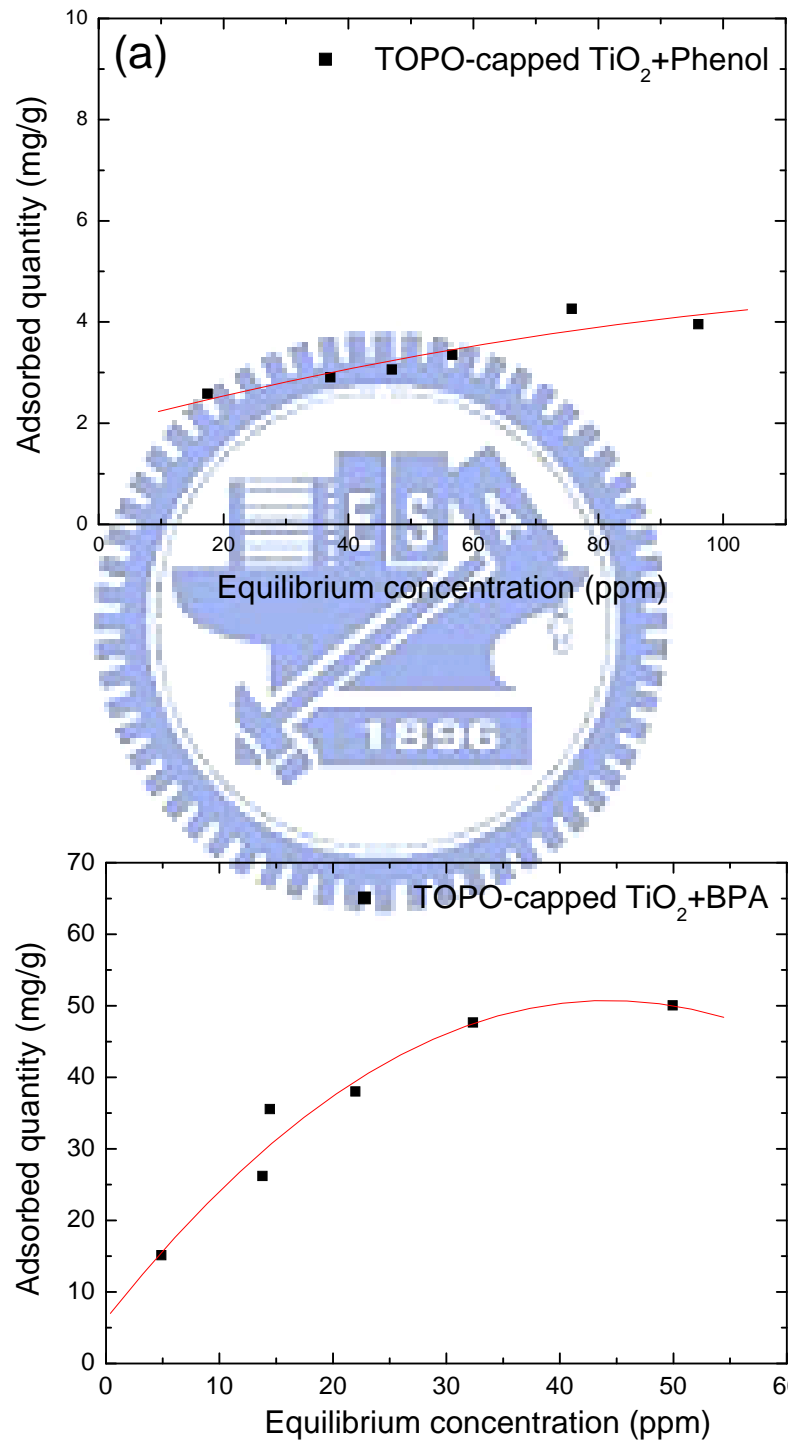 (a)
TOPO-capped TiO₂+Phenol
Adsorbed quantity (mg/g)
10
8
6
4
2
0
0 20 40 60 80 100
Equilibrium concentration (ppm)
ESA
1896
TOPO-capped TiO₂+BPA
Adsorbed quantity (mg/g)
70
60
50
40
30
20
10
0
0 10 20 30 40 50 60
Equilibrium concentration (ppm)